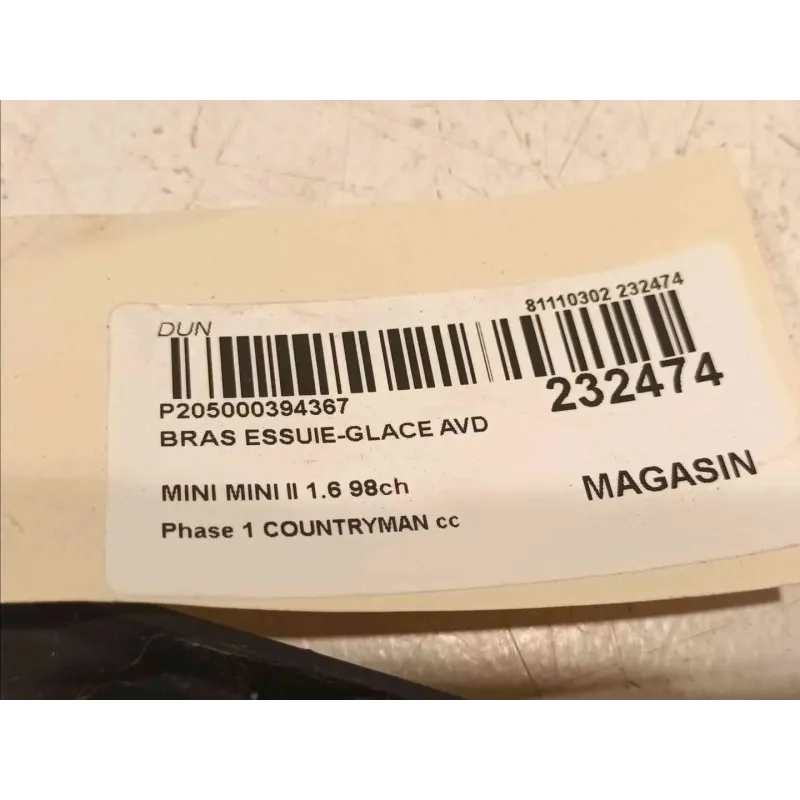 DUN
81110302 232474
P205000394367
232474
BRAS ESSUIE-GLACE AVD
MINI MINI II 1.6 98ch
MAGASIN
Phase 1 COUNTRYMAN cc